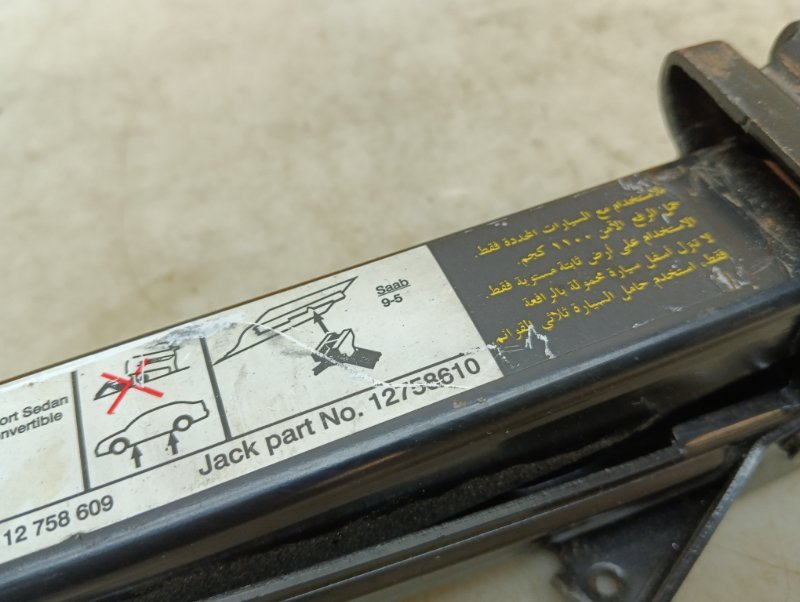 ort Sedan
nvertible
12 758 609
Saab
9-5
Jack part No. 12758610
للاستخدام مع السيارات المحددة فقط.
حمل الرفع الآمن ١١٠٠ كجم.
الاستخدام على أرض ثابتة مستوية فقط.
لا تنزل أسفل سيارة محمولة بالرافعة
فقط استخدم حامل السيارة ثلاثي القوائم.